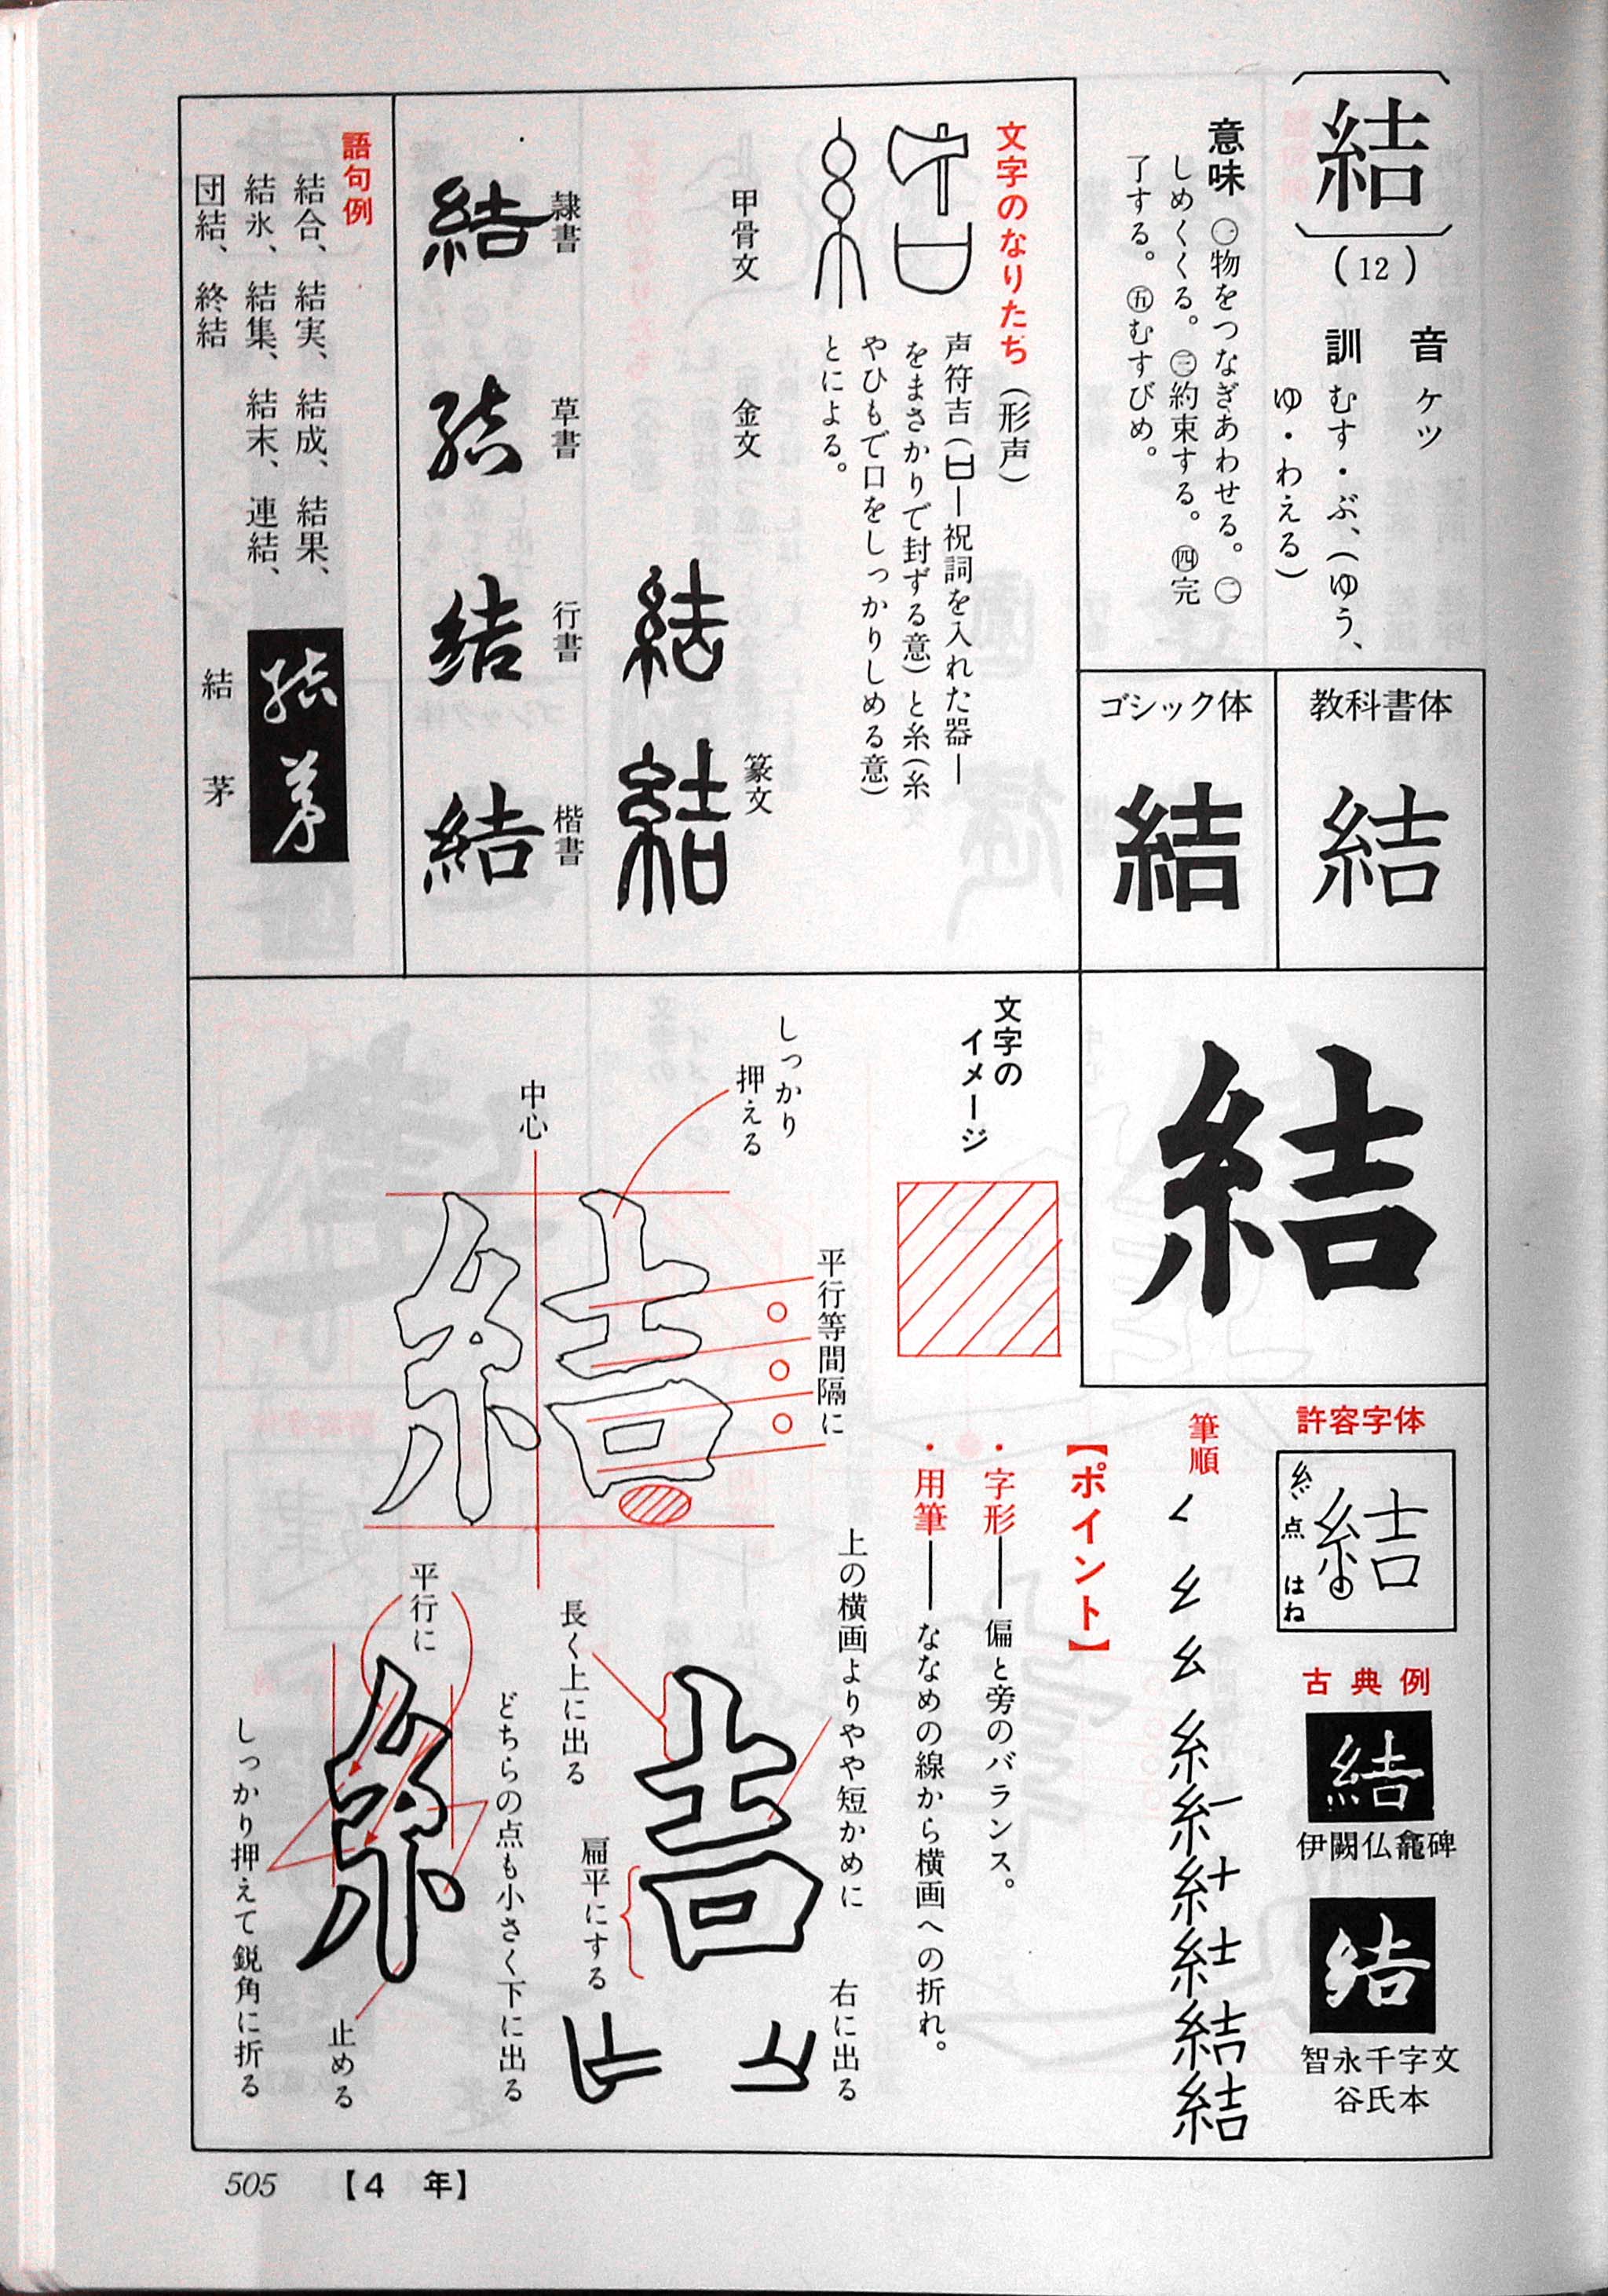 結
(12)
音 ケツ
訓 むす・ぶ、(ゆう、
ゆ・わえる)
意味 ㊀物をつなぎあわせる。㊁
しめくくる。㊂約束する。㊃完
了する。㊄むすびめ。
教科書体
結
ゴシック体
結
文字のなりたち(形声)
声符吉(𠙵―祝詞を入れた器―
をまさかりで封ずる意)と糸(糸
やひもで口をしっかりしめる意)
とによる。
甲骨文
金文
篆文
結
結
隷書
草書
行書
楷書
結
結
結
結
語句例
結合、結実、結成、結果、
結氷、結集、結末、連結、
団結、終結
結茅
結茅
結
許容字体
結
糸 点 はね
古典例
結
伊闕仏龕碑
結
智永千字文
谷氏本
筆順
結
【ポイント】
・字形――偏と旁のバランス。
・用筆――ななめの線から横画への折れ。
文字の
イメージ
しっかり
押える
中心
平行等間隔に
結
上の横画よりやや短かめに
右に出る
長く上に出る
扁平にする
吉
どちらの点も小さく下に出る
平行に
糸
止める
しっかり押えて鋭角に折る
505 【4 年】